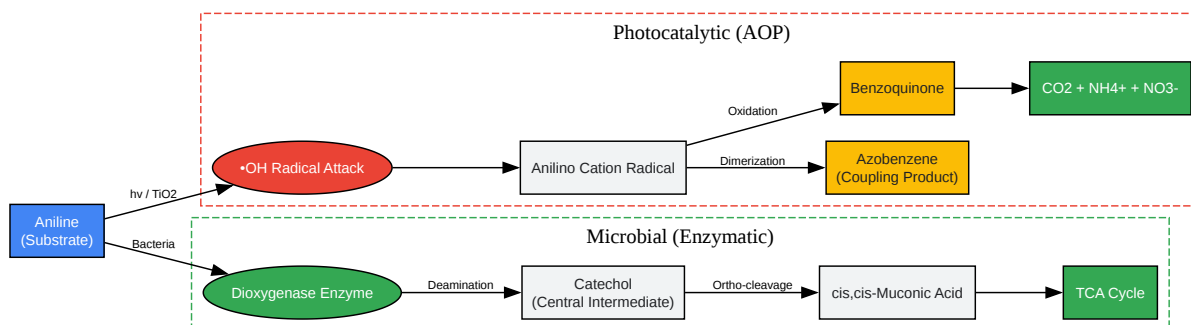 Photocatalytic (AOP)
Benzoquinone
CO2 + NH4+ + NO3-
Oxidation
•OH Radical Attack
Anilino Cation Radical
Dimerization
Azobenzene
(Coupling Product)
hv / TiO2
Aniline
(Substrate)
Bacteria
Microbial (Enzymatic)
Dioxygenase Enzyme
Deamination
Catechol
(Central Intermediate)
Ortho-cleavage
cis,cis-Muconic Acid
TCA Cycle